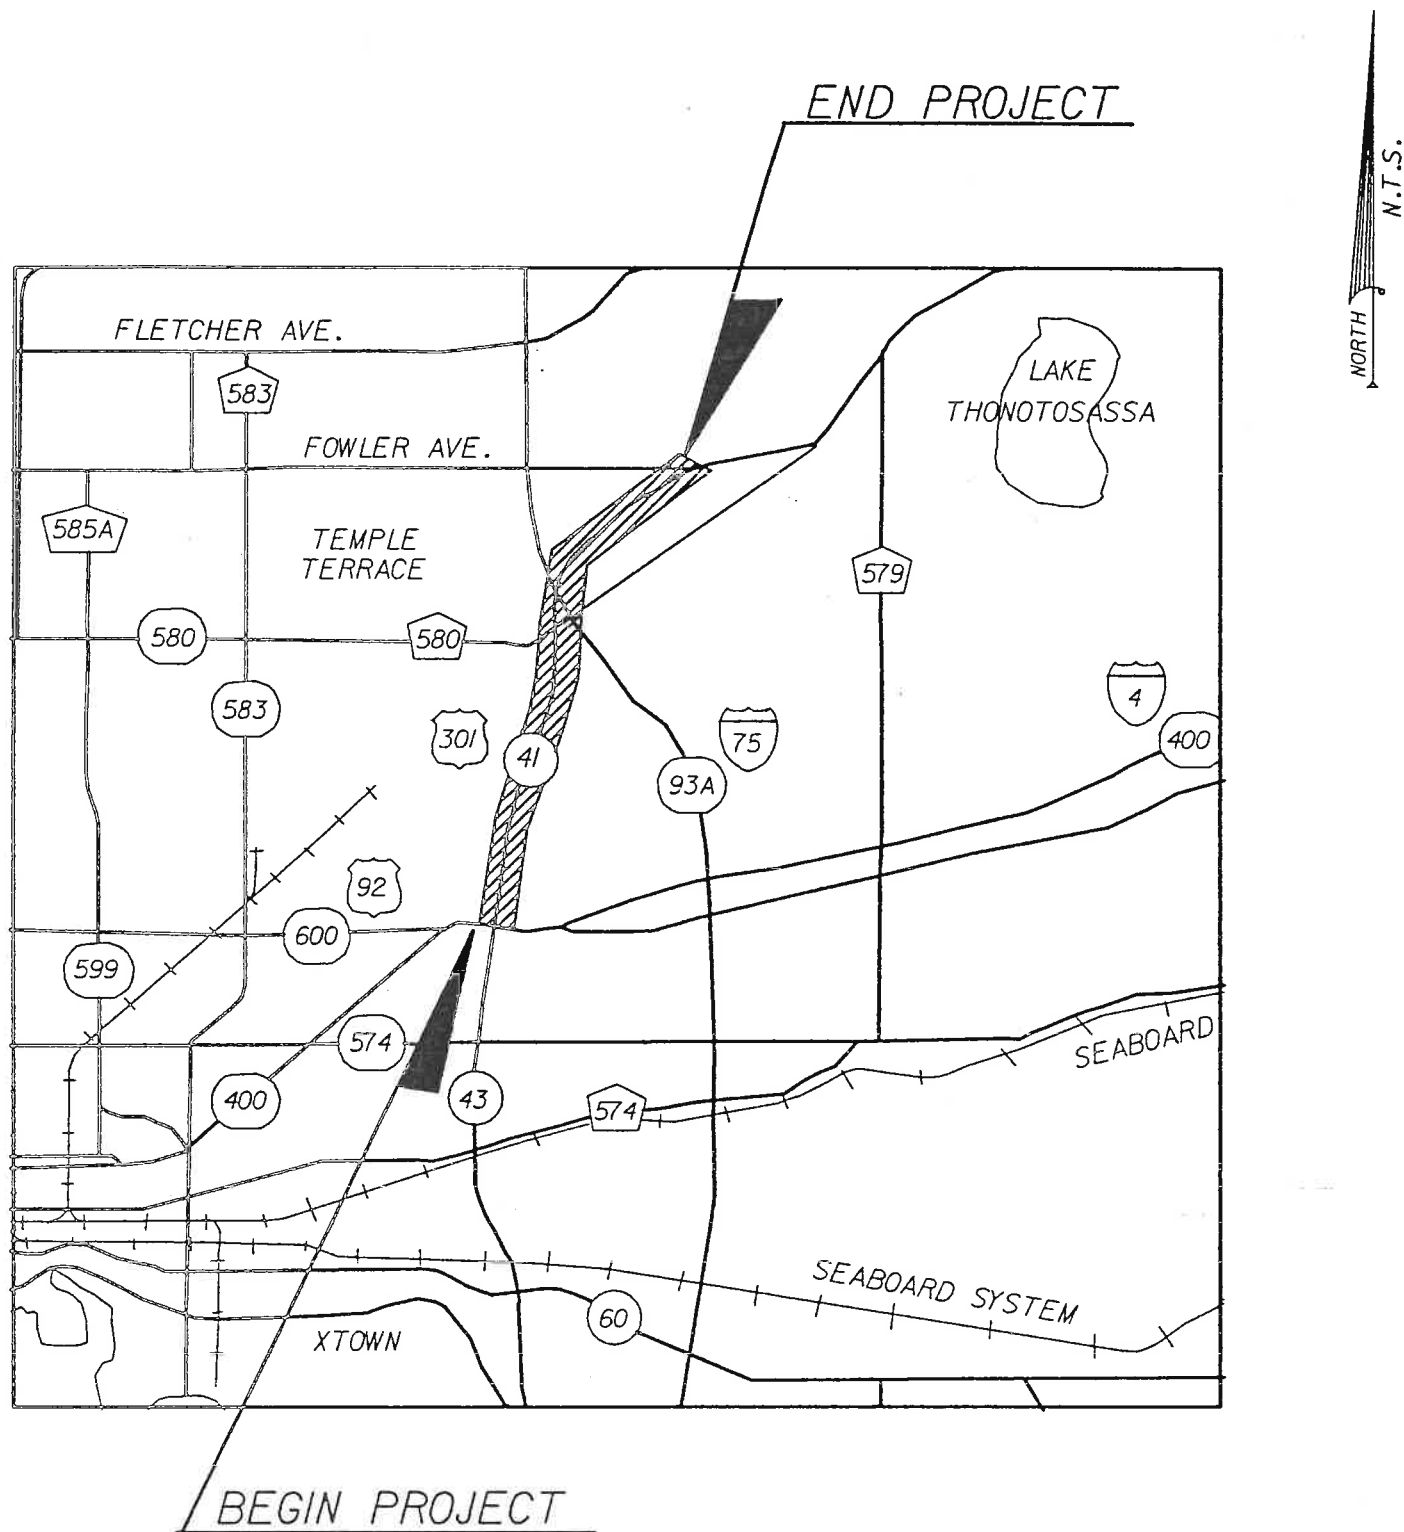 END PROJECT
NORTH
N.T.S.
FLETCHER AVE.
583
LAKE
THONOTOSASSA
FOWLER AVE.
585A
TEMPLE
TERRACE
579
580
580
583
301
41
75
93A
4
400
92
600
599
574
400
43
574
SEABOARD
SEABOARD SYSTEM
60
XTOWN
BEGIN PROJECT